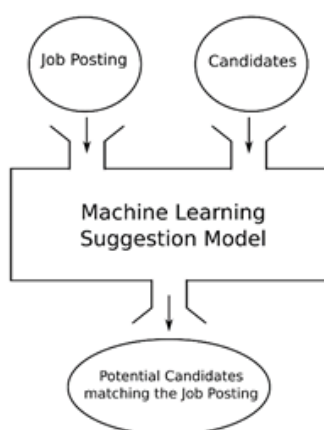 Job Posting
Candidates
Machine Learning
Suggestion Model
Potential Candidates
matching the Job Posting